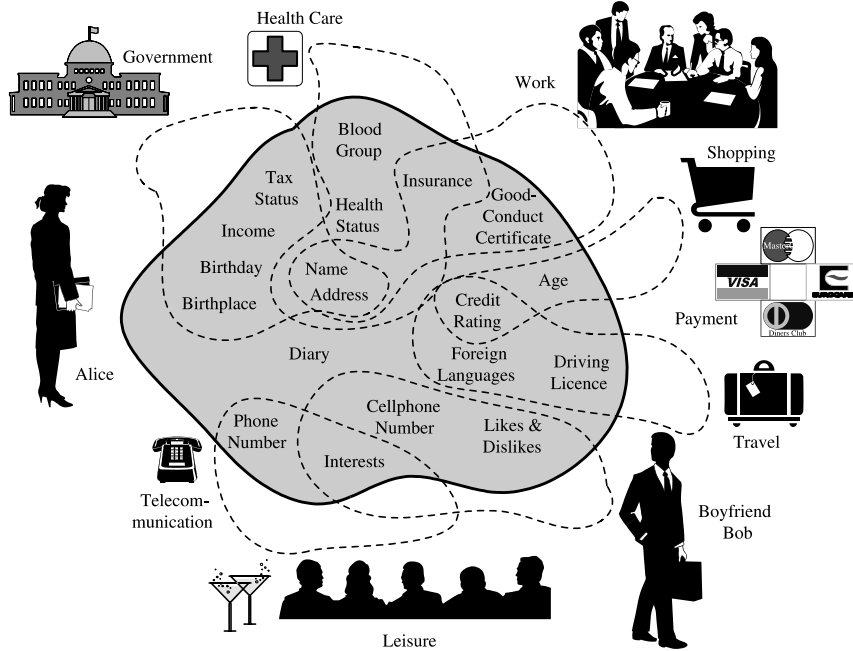 Health Care
Government
Work
Shopping
Blood
Group
Insurance
Tax
Status
Good-
Conduct
Certificate
Health
Status
Income
Master
Birthday
Name
Age
VISA
EUROCARD
Birthplace
Address
Credit
Rating
Payment
Diners Club
Diary
Foreign
Languages
Driving
Licence
Alice
Cellphone
Number
Phone
Number
Likes &
Dislikes
Travel
Interests
Telecom-
munication
Boyfriend
Bob
Leisure